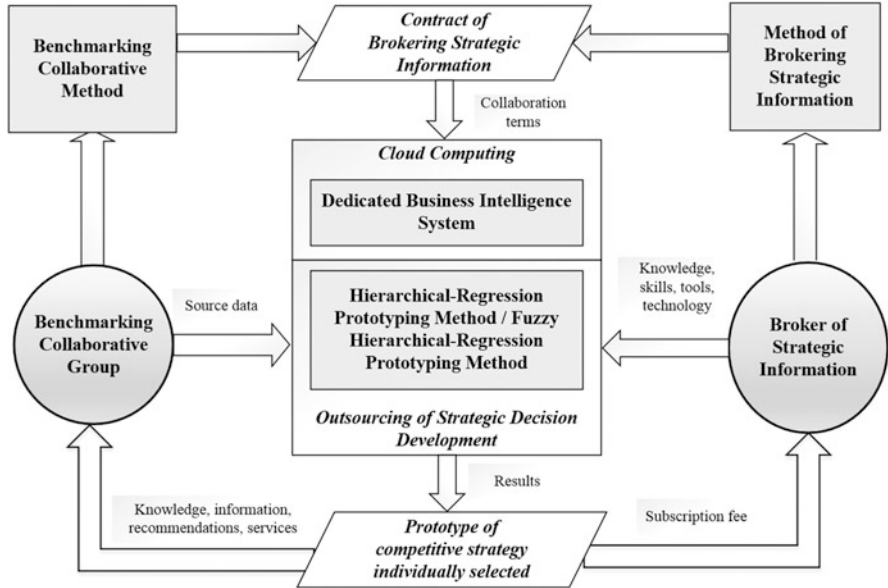 Benchmarking
Collaborative
Method
Contract of
Brokering Strategic
Information
Method of
Brokering
Strategic
Information
Collaboration
terms
Cloud Computing
Dedicated Business Intelligence
System
Hierarchical-Regression
Prototyping Method / Fuzzy
Hierarchical-Regression
Prototyping Method
Outsourcing of Strategic Decision
Development
Source data
Benchmarking
Collaborative
Group
Knowledge,
skills, tools,
technology
Broker of
Strategic
Information
Results
Knowledge, information,
recommendations, services
Subscription fee
Prototype of
competitive strategy
individually selected